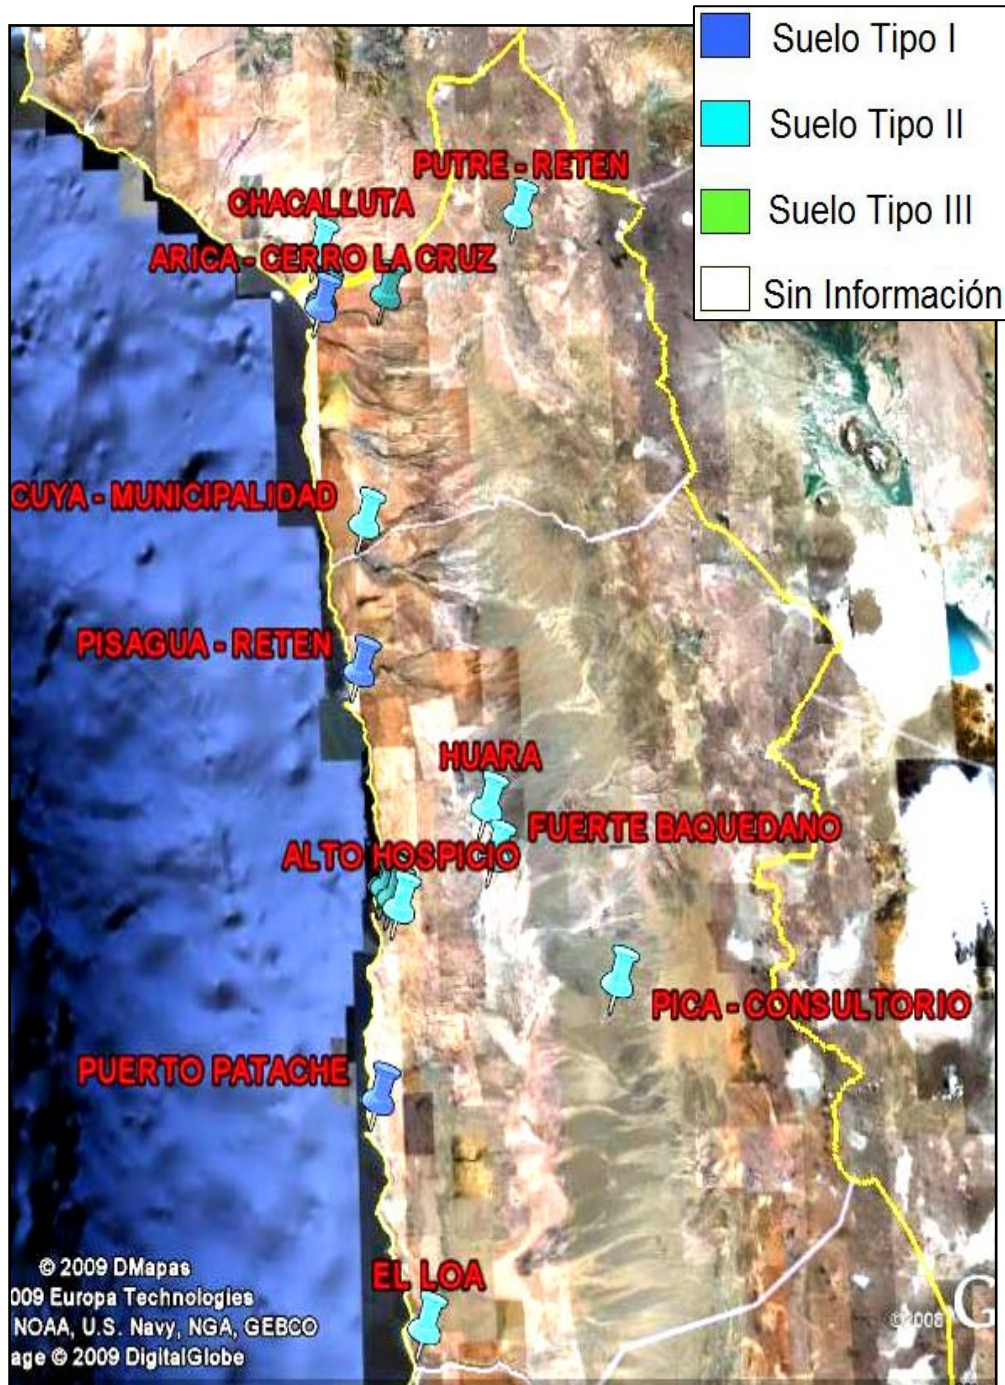 Suelo Tipo I
Suelo Tipo II
Suelo Tipo III
Sin Información
PUTRE - RETEN
CHACALLUTA
ARICA - CERRO LA CRUZ
CUYA - MUNICIPALIDAD
PISAGUA - RETEN
HUARA
FUERTE BAQUEDANO
ALTO HOSPICIO
PICA - CONSULTORIO
PUERTO PATACHE
EL LOA
© 2009 DMapas
009 Europa Technologies
NOAA, U.S. Navy, NGA, GEBCO
age © 2009 DigitalGlobe
©2008 G